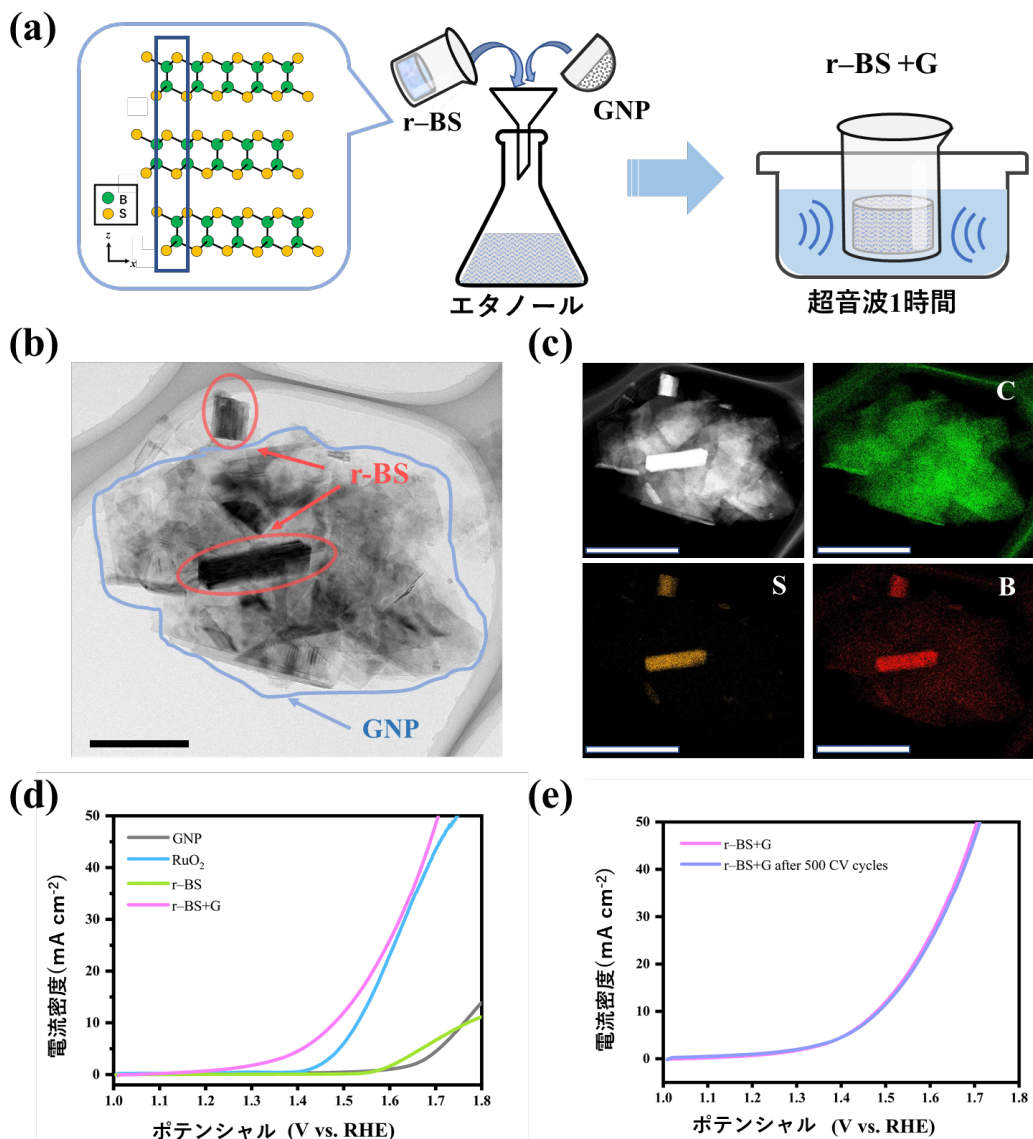 (a)
B
S
z
x
r–BS
GNP
エタノール
r–BS +G
超音波1時間
(b)
r-BS
GNP
(c)
C
S
B
(d)
50
40
30
20
10
0
電流密度(mA cm-2)
GNP
RuO2
r–BS
r–BS+G
1.0 1.1 1.2 1.3 1.4 1.5 1.6 1.7 1.8
ポテンシャル (V vs. RHE)
(e)
50
40
30
20
10
0
電流密度(mA cm-2)
r–BS+G
r–BS+G after 500 CV cycles
1.0 1.1 1.2 1.3 1.4 1.5 1.6 1.7 1.8
ポテンシャル (V vs. RHE)